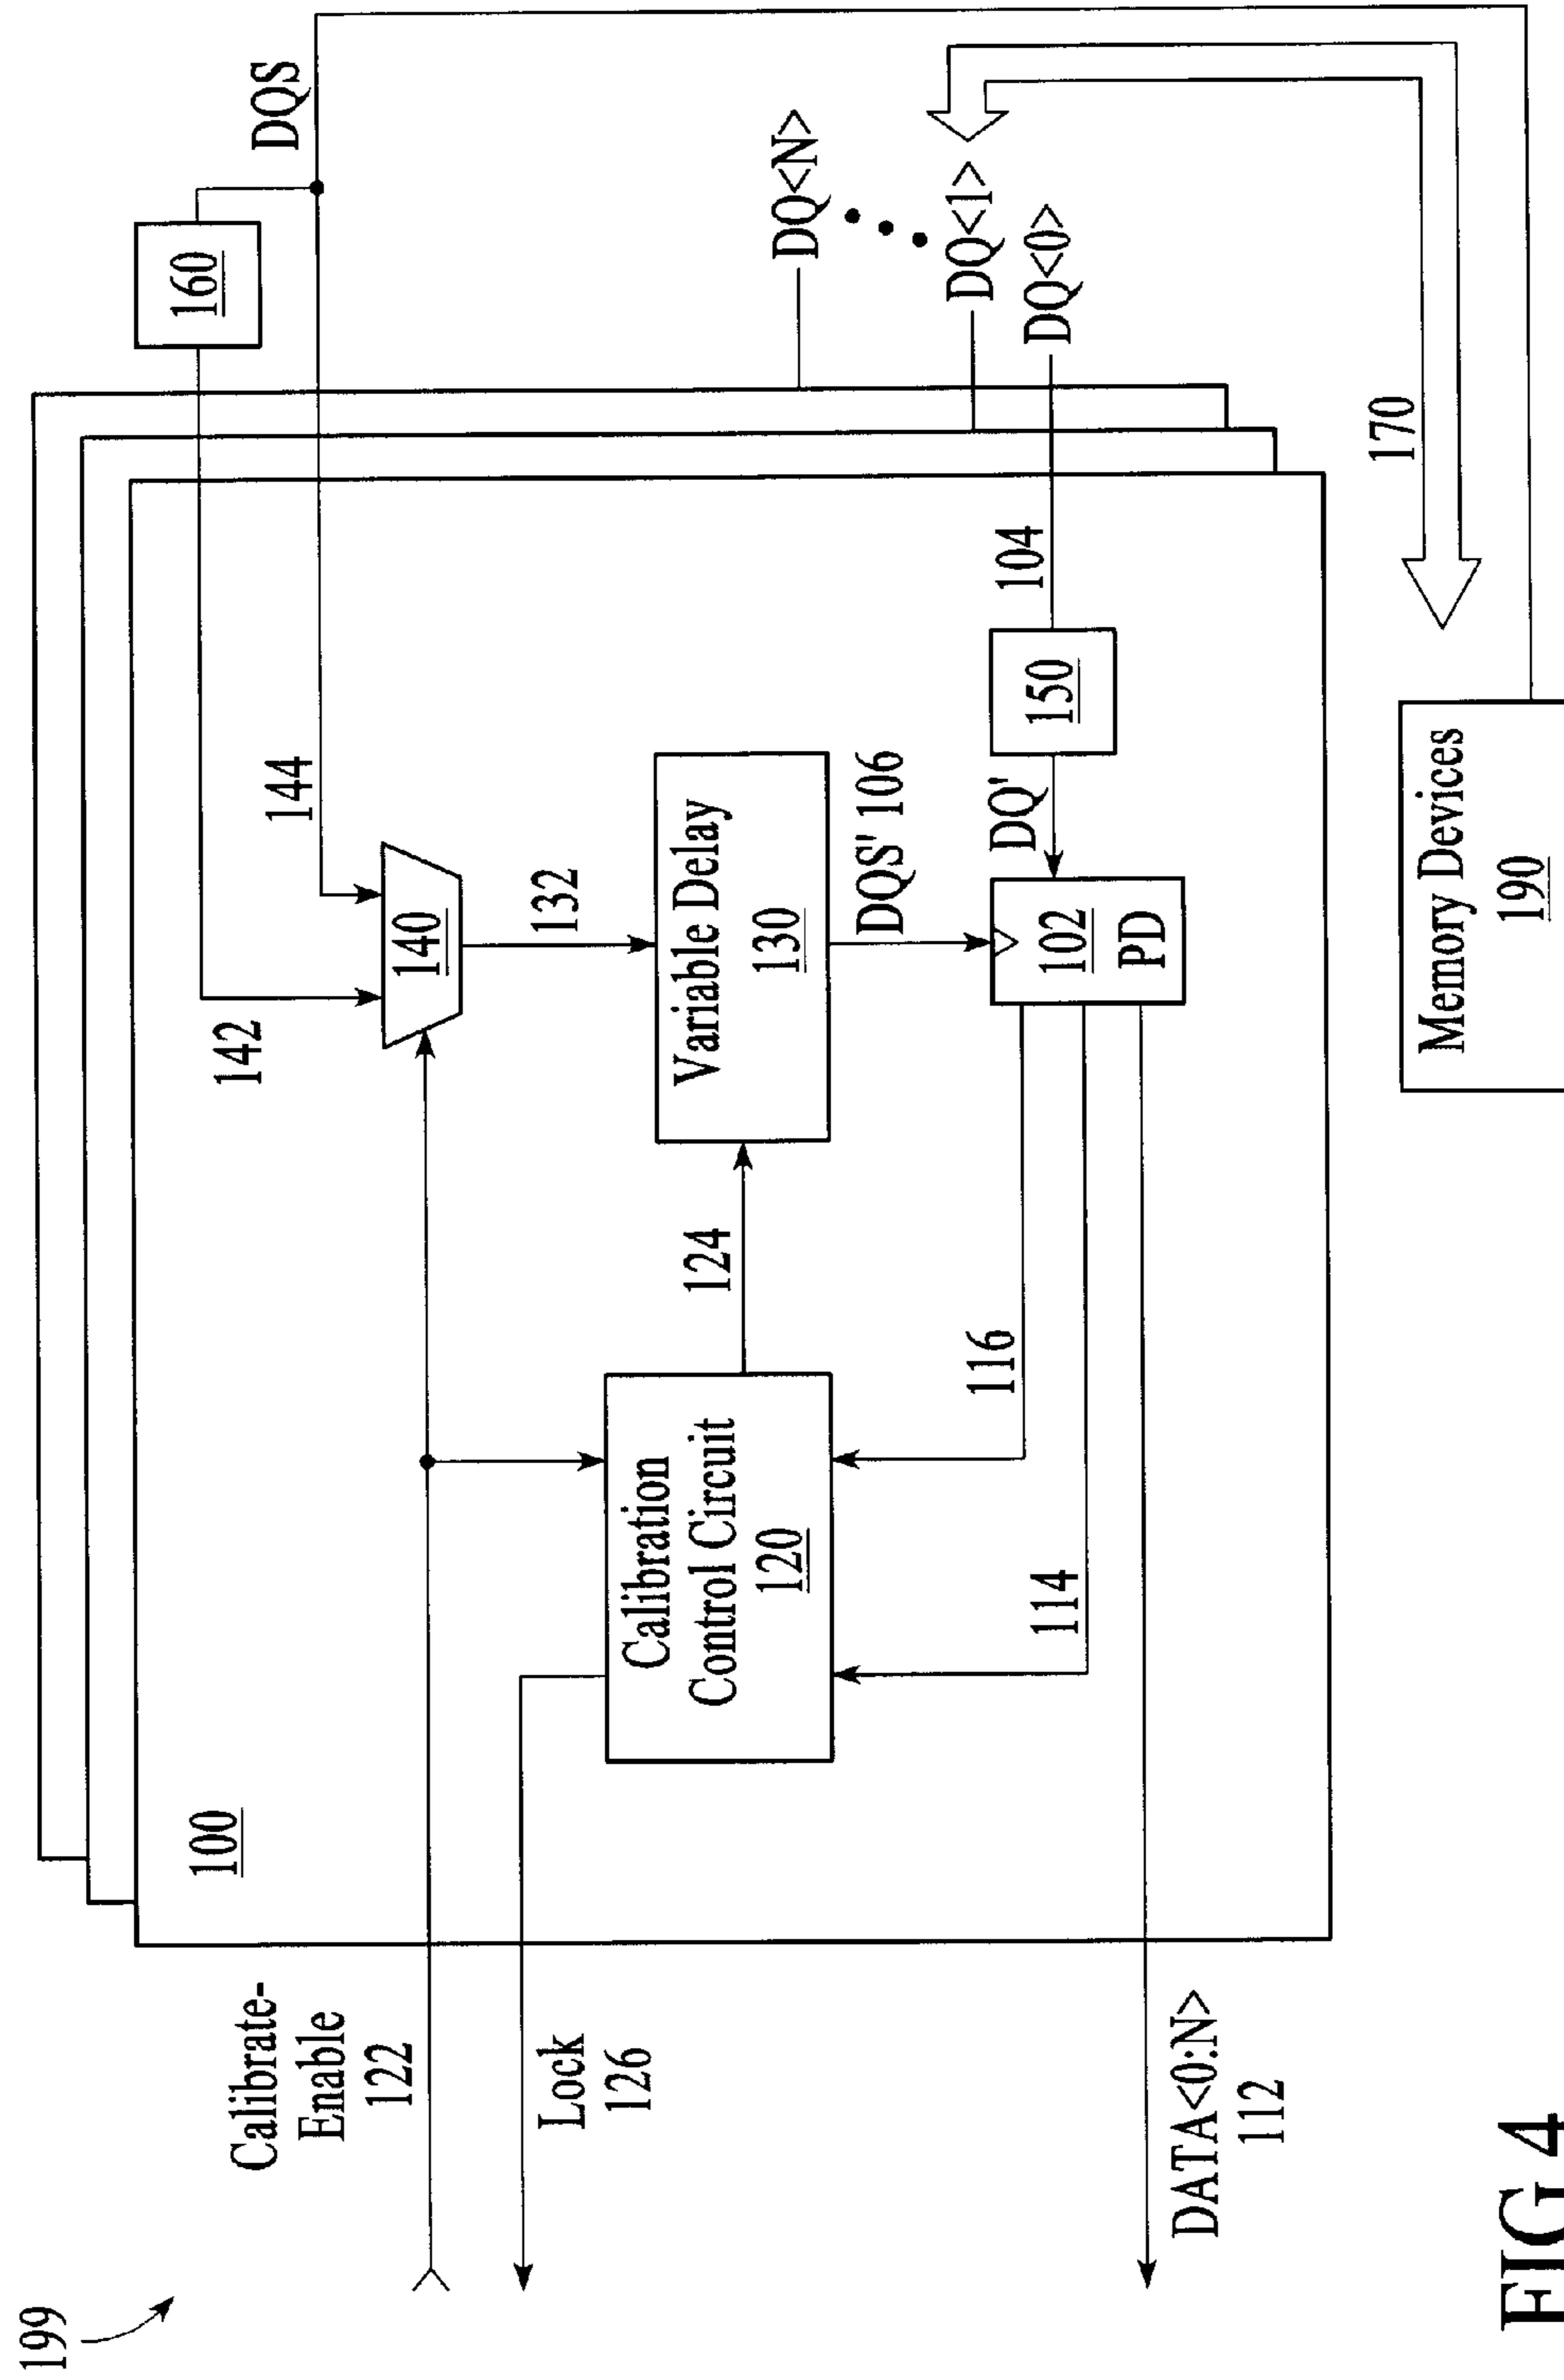 199
Calibrate-
Enable
122
Lock
126
DATA<0:N>
112
100
Calibration
Control Circuit
120
114
116
124
142
140
144
132
Variable Delay
130
DQS' 106
102
PD
DQ'
150
104
160
DQS
DQ<N>
DQ<1>
DQ<0>
170
Memory Devices
190
FIG 4